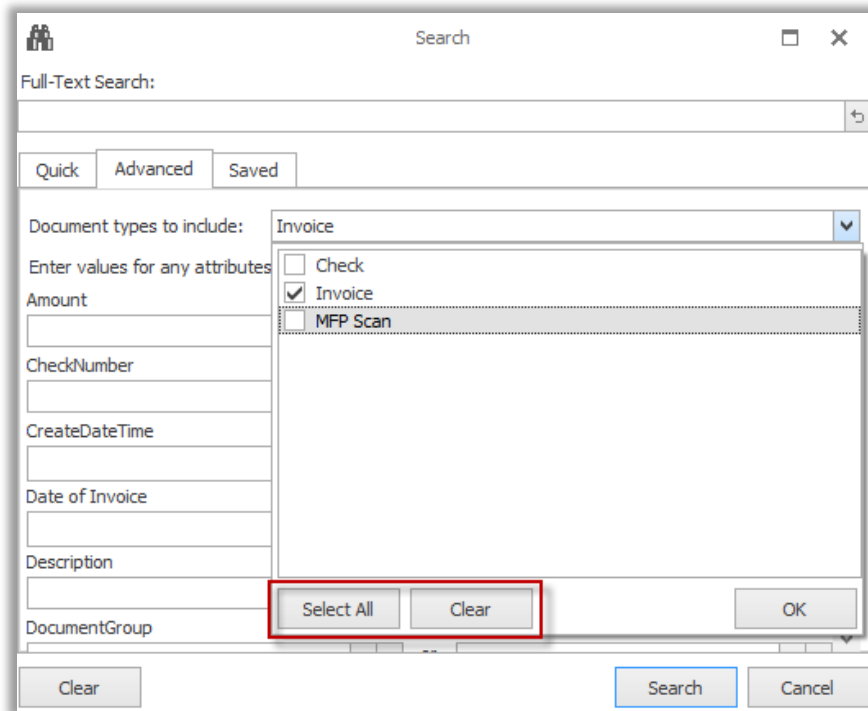 Search
Full-Text Search:
Quick Advanced Saved
Document types to include: Invoice
Enter values for any attributes
Check
Invoice
MFP Scan
Amount
CheckNumber
CreateDateTime
Date of Invoice
Description
DocumentGroup
Select All Clear OK
Clear Search Cancel